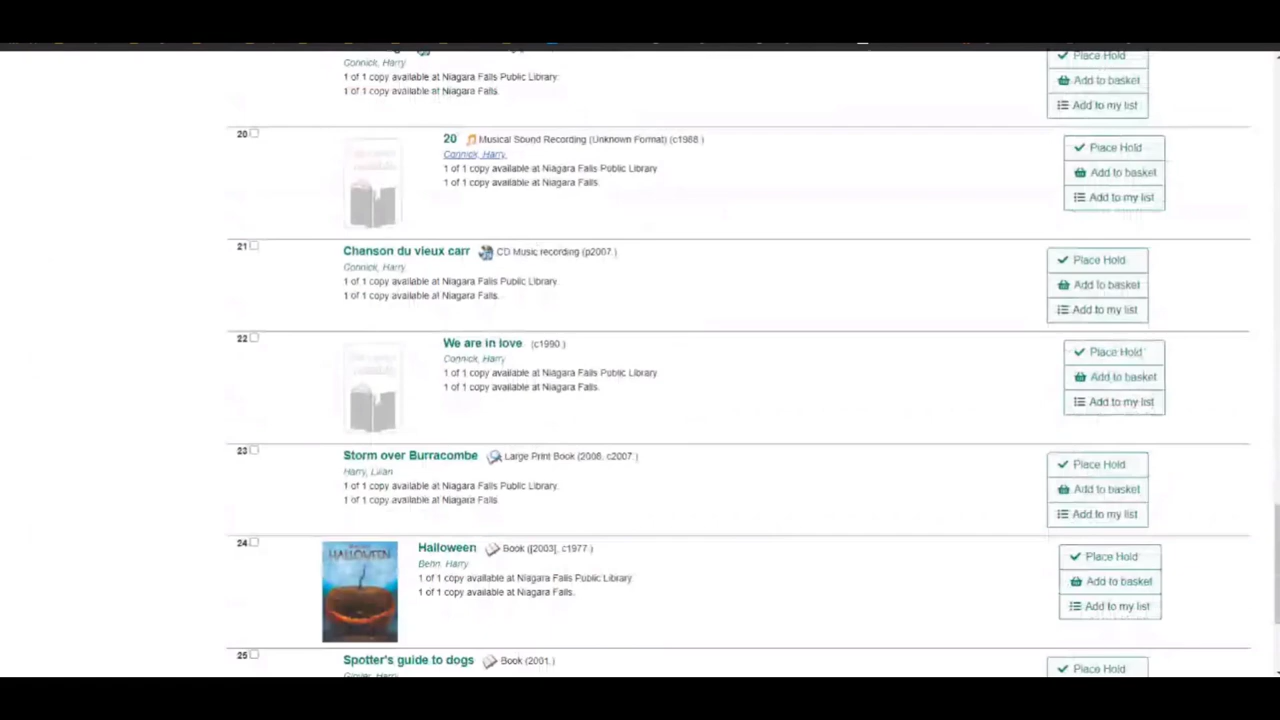 Connick, Harry
1 of 1 copy available at Niagara Falls Public Library.
1 of 1 copy available at Niagara Falls.
Place Hold
Add to basket
Add to my list
20
20 Musical Sound Recording (Unknown Format) (c1988.)
Connick, Harry.
1 of 1 copy available at Niagara Falls Public Library
1 of 1 copy available at Niagara Falls.
Place Hold
Add to basket
Add to my list
21
Chanson du vieux carr CD Music recording (p2007.)
Connick, Harry
1 of 1 copy available at Niagara Falls Public Library
1 of 1 copy available at Niagara Falls.
Place Hold
Add to basket
Add to my list
22
We are in love (c1990.)
Connick, Harry
1 of 1 copy available at Niagara Falls Public Library
1 of 1 copy available at Niagara Falls.
Place Hold
Add to basket
Add to my list
23
Storm over Burracombe Large Print Book (2008, c2007.)
Harry, Lilian
1 of 1 copy available at Niagara Falls Public Library.
1 of 1 copy available at Niagara Falls
Place Hold
Add to basket
Add to my list
24
HALLOWEEN
Halloween Book ([2003], c1977.)
Behn, Harry
1 of 1 copy available at Niagara Falls Public Library
1 of 1 copy available at Niagara Falls.
Place Hold
Add to basket
Add to my list
25
Spotter's guide to dogs Book (2001.)
Place Hold